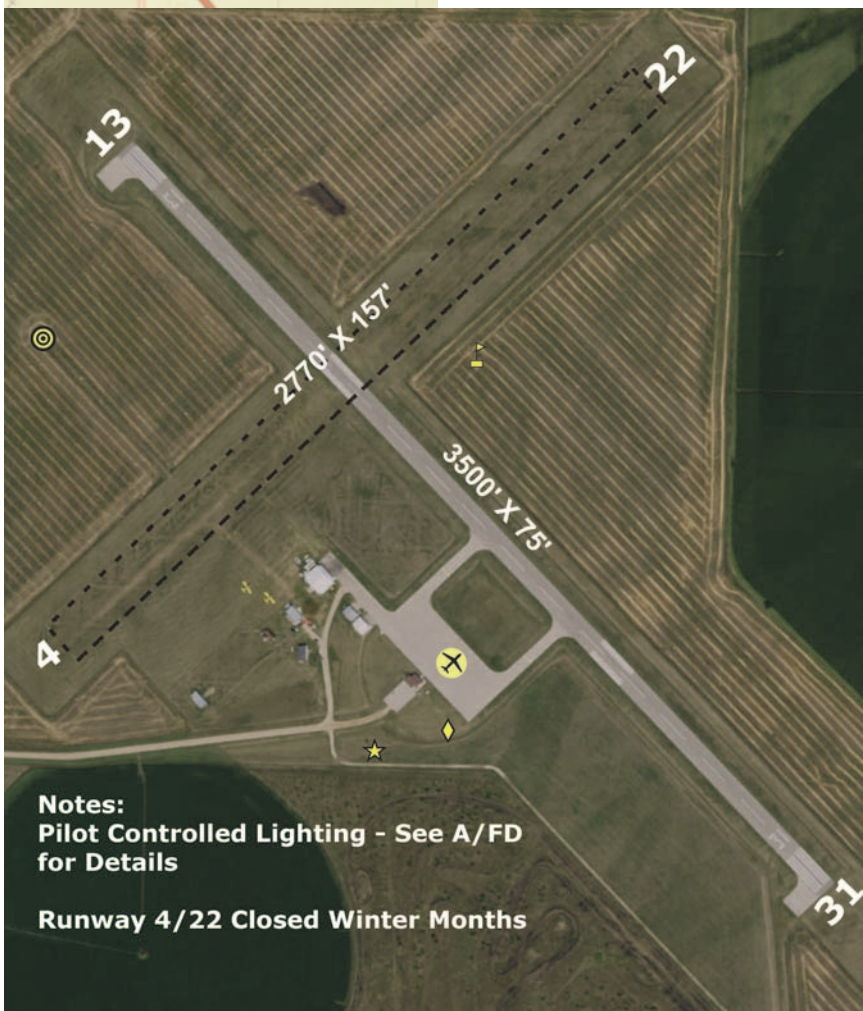 22
13
2770' X 157'
3500' X 75'
4
Notes:
Pilot Controlled Lighting - See A/FD
for Details
Runway 4/22 Closed Winter Months
31